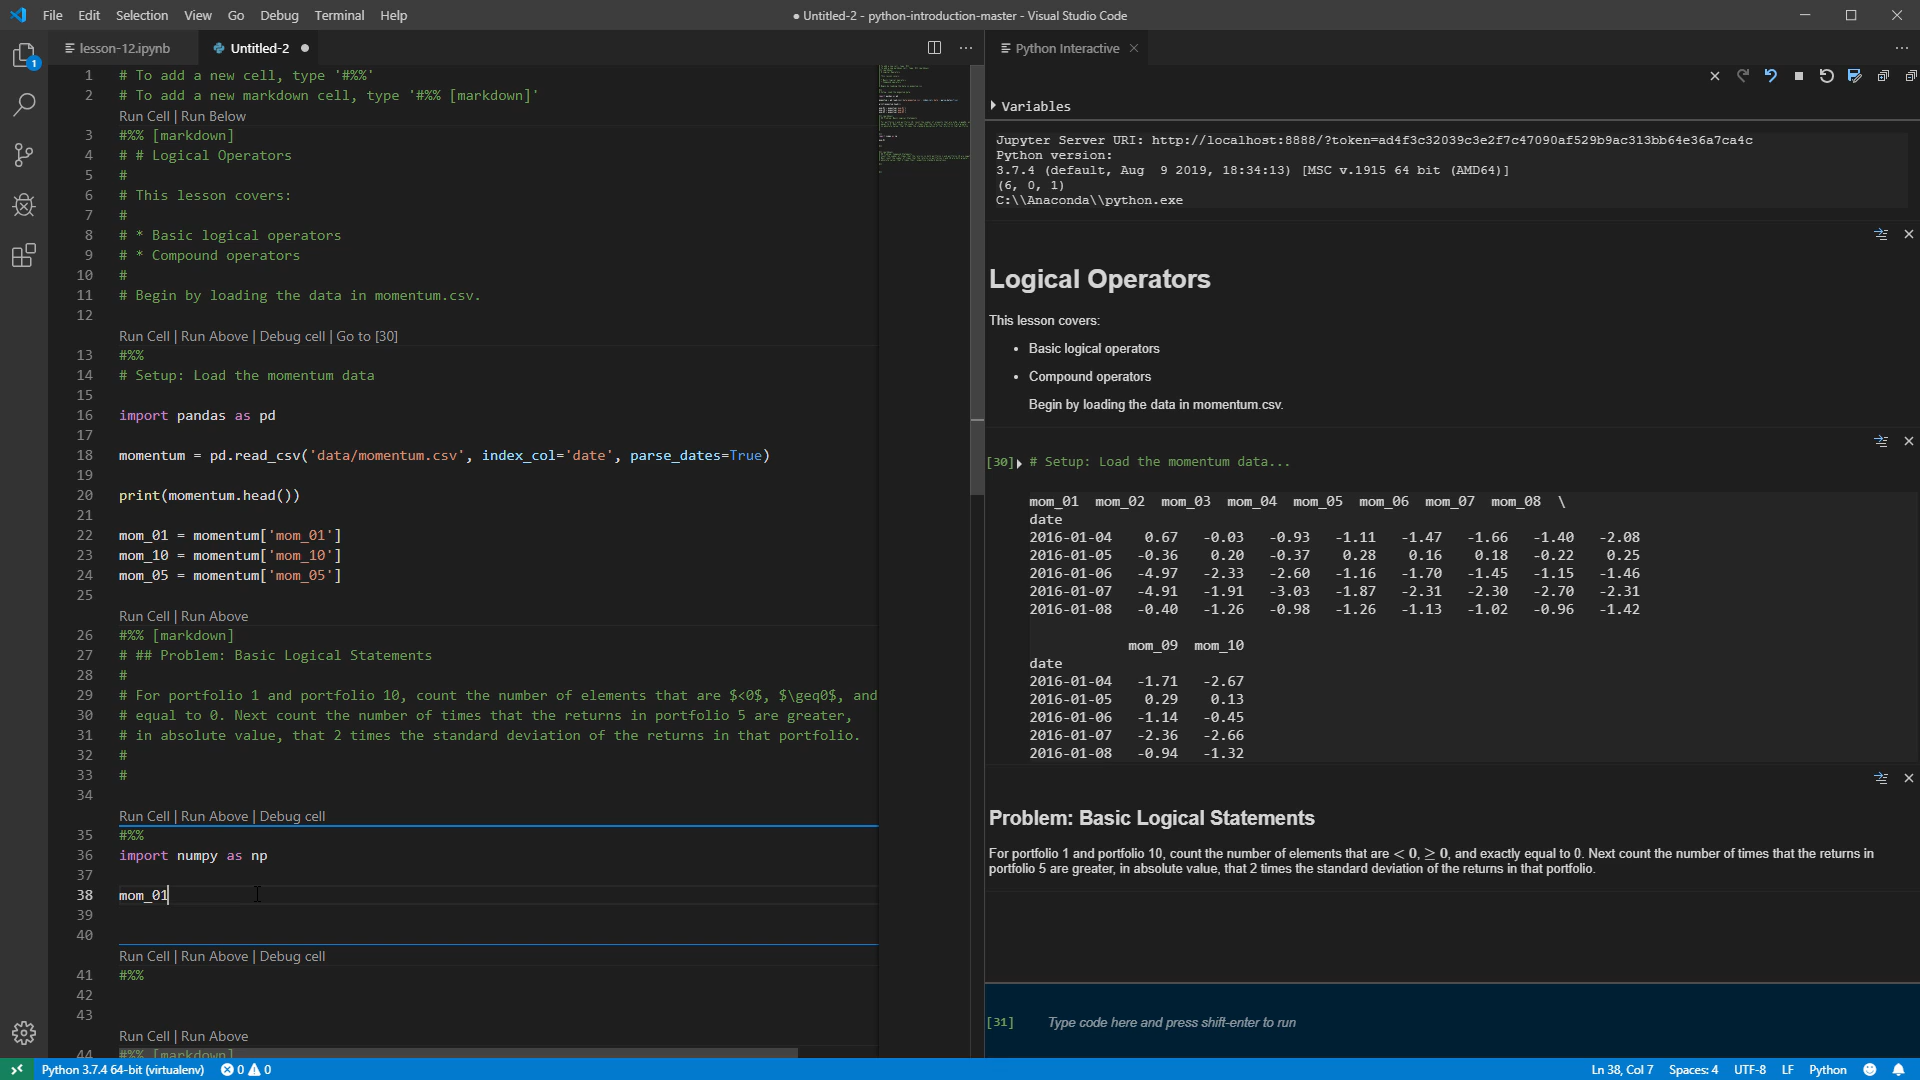 File Edit Selection View Go Debug Terminal Help
● Untitled-2 - python-introduction-master - Visual Studio Code
lesson-12.ipynb
Untitled-2
1 # To add a new cell, type '#%%'
2 # To add a new markdown cell, type '#%% [markdown]'
Run Cell | Run Below
3 #%% [markdown]
4 # # Logical Operators
5 #
6 # This lesson covers:
7 #
8 # * Basic logical operators
9 # * Compound operators
10 #
11 # Begin by loading the data in momentum.csv.
12
Run Cell | Run Above | Debug cell | Go to [30]
13 #%%
14 # Setup: Load the momentum data
15
16 import pandas as pd
17
18 momentum = pd.read_csv('data/momentum.csv', index_col='date', parse_dates=True)
19
20 print(momentum.head())
21
22 mom_01 = momentum['mom_01']
23 mom_10 = momentum['mom_10']
24 mom_05 = momentum['mom_05']
25
Run Cell | Run Above
26 #%% [markdown]
27 # ## Problem: Basic Logical Statements
28 #
29 # For portfolio 1 and portfolio 10, count the number of elements that are $<0$, $\geq0$, and
30 # equal to 0. Next count the number of times that the returns in portfolio 5 are greater,
31 # in absolute value, that 2 times the standard deviation of the returns in that portfolio.
32 #
33 #
34
Run Cell | Run Above | Debug cell
35 #%%
36 import numpy as np
37
38 mom_01
39
40
Run Cell | Run Above | Debug cell
41 #%%
42
43
Run Cell | Run Above
44 #%% [markdown]
Python Interactive
Variables
Jupyter Server URI: http://localhost:8888/?token=ad4f3c32039c3e2f7c47090af529b9ac313bb64e36a7ca4c
Python version:
3.7.4 (default, Aug  9 2019, 18:34:13) [MSC v.1915 64 bit (AMD64)]
(6, 0, 1)
C:\\Anaconda\\python.exe
Logical Operators
This lesson covers:
• Basic logical operators
• Compound operators
Begin by loading the data in momentum.csv.
[30] # Setup: Load the momentum data...
mom_01 mom_02 mom_03 mom_04 mom_05 mom_06 mom_07 mom_08 \
date
2016-01-04 0.67 -0.03 -0.93 -1.11 -1.47 -1.66 -1.40 -2.08
2016-01-05 -0.36 0.20 -0.37 0.28 0.16 0.18 -0.22 0.25
2016-01-06 -4.97 -2.33 -2.60 -1.16 -1.70 -1.45 -1.15 -1.46
2016-01-07 -4.91 -1.91 -3.03 -1.87 -2.31 -2.30 -2.70 -2.31
2016-01-08 -0.40 -1.26 -0.98 -1.26 -1.13 -1.02 -0.96 -1.42
mom_09 mom_10
date
2016-01-04 -1.71 -2.67
2016-01-05 0.29 0.13
2016-01-06 -1.14 -0.45
2016-01-07 -2.36 -2.66
2016-01-08 -0.94 -1.32
Problem: Basic Logical Statements
For portfolio 1 and portfolio 10, count the number of elements that are < 0, ≥ 0, and exactly equal to 0. Next count the number of times that the returns in
portfolio 5 are greater, in absolute value, that 2 times the standard deviation of the returns in that portfolio.
[31] Type code here and press shift-enter to run
1
Python 3.7.4 64-bit (virtualenv) 0 0
Ln 38, Col 7 Spaces: 4 UTF-8 LF Python